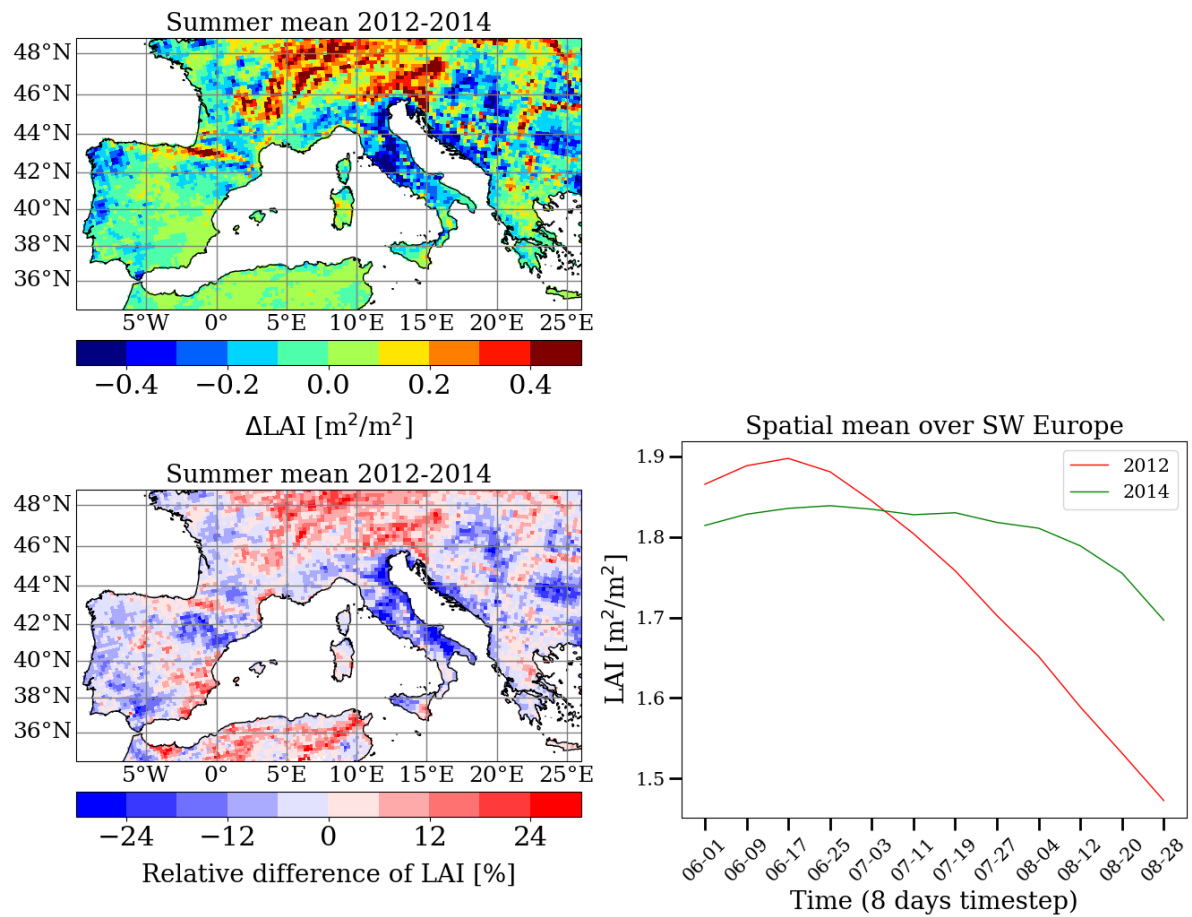 Summer mean 2012-2014
48°N
46°N
44°N
42°N
40°N
38°N
36°N
5°W 0° 5°E 10°E 15°E 20°E 25°E
−0.4 −0.2 0.0 0.2 0.4
ΔLAI [m²/m²]
Summer mean 2012-2014
48°N
46°N
44°N
42°N
40°N
38°N
36°N
5°W 0° 5°E 10°E 15°E 20°E 25°E
−24 −12 0 12 24
Relative difference of LAI [%]
Spatial mean over SW Europe
2012
2014
LAI [m²/m²]
1.9
1.8
1.7
1.6
1.5
06-01 06-09 06-17 06-25 07-03 07-11 07-19 07-27 08-04 08-12 08-20 08-28
Time (8 days timestep)